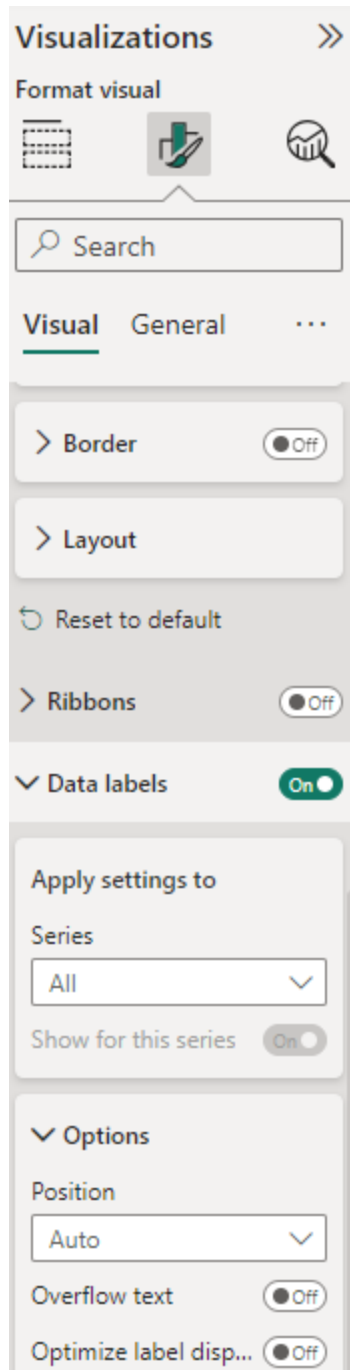 Visualizations
Format visual
Search
Visual General ...
Border Off
Layout
Reset to default
Ribbons Off
Data labels On
Apply settings to
Series
All
Show for this series On
Options
Position
Auto
Overflow text Off
Optimize label disp... Off